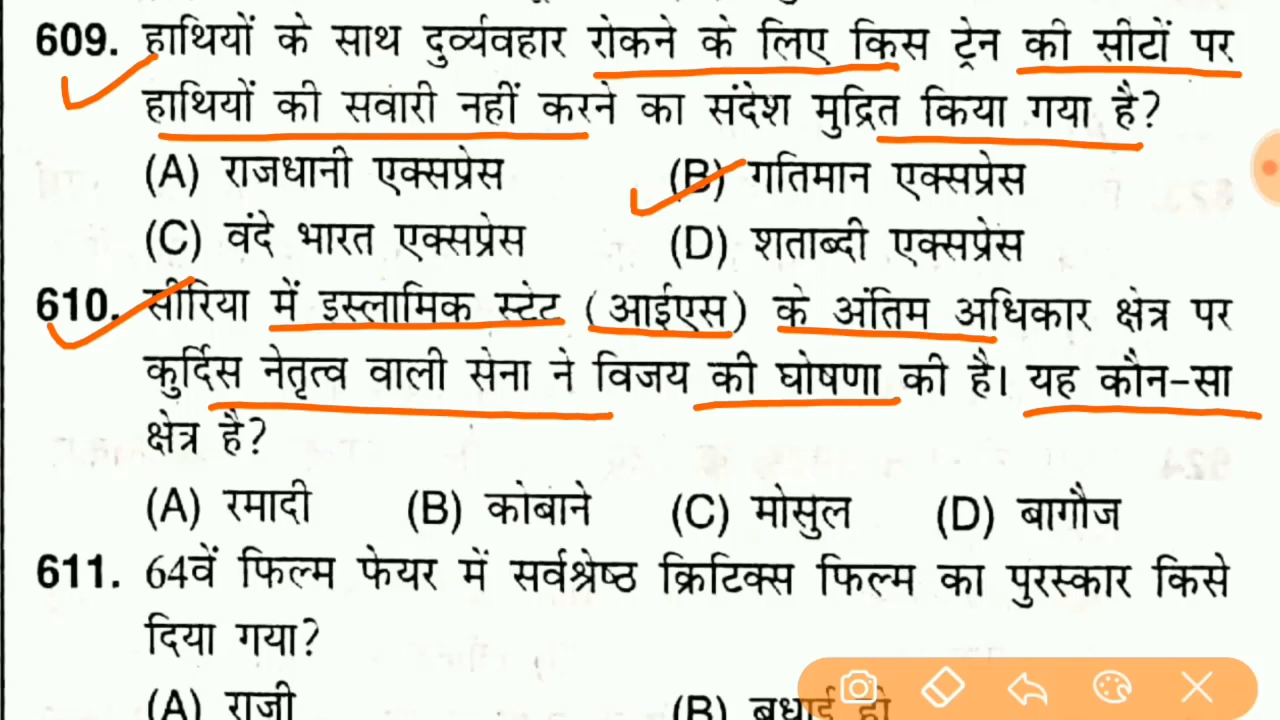 609. हाथियों के साथ दुर्व्यवहार रोकने के लिए किस ट्रेन की सीटों पर
हाथियों की सवारी नहीं करने का संदेश मुद्रित किया गया है?
(A) राजधानी एक्सप्रेस (B) गतिमान एक्सप्रेस
(C) वंदे भारत एक्सप्रेस (D) शताब्दी एक्सप्रेस
610. सीरिया में इस्लामिक स्टेट (आईएस) के अंतिम अधिकार क्षेत्र पर
कुर्दिस नेतृत्व वाली सेना ने विजय की घोषणा की है। यह कौन-सा
क्षेत्र है?
(A) रमादी (B) कोबाने (C) मोसुल (D) बागौज
611. 64वें फिल्म फेयर में सर्वश्रेष्ठ क्रिटिक्स फिल्म का पुरस्कार किसे
दिया गया?
(A) राजी (B) बधाई हो